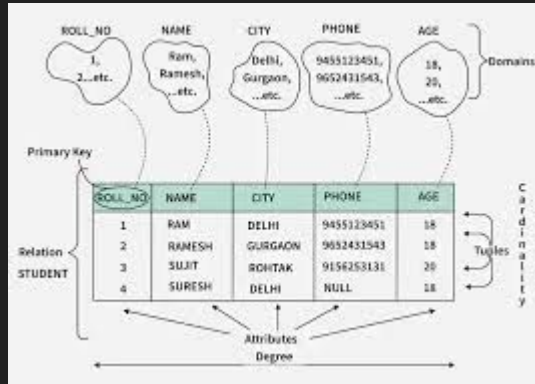 ROLL_NO NAME CITY PHONE AGE
1,
2...etc.
Ram,
Ramesh,
...etc.
Delhi,
Gurgaon,
...etc.
9455123451,
9652431543,
...etc.
18,
20,
...etc.
Domains
Primary Key
ROLL_NO NAME CITY PHONE AGE
1 RAM DELHI 9455123451 18
2 RAMESH GURGAON 9652431543 18
3 SUJIT ROHTAK 9156253131 20
4 SURESH DELHI NULL 18
Relation
STUDENT
Tuples
Cardinality
Attributes
Degree